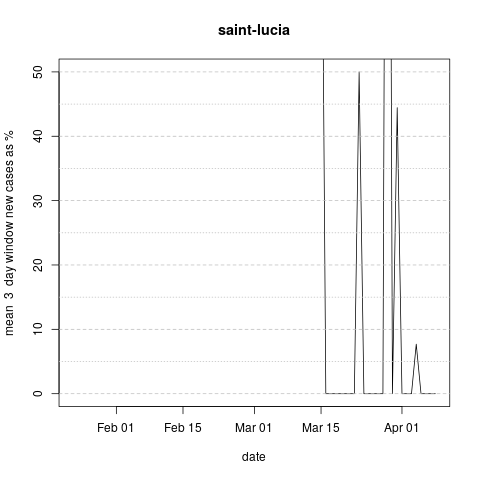 saint-lucia
mean  3  day window new cases as %
50
40
30
20
10
0
Feb 01
Feb 15
Mar 01
Mar 15
Apr 01
date